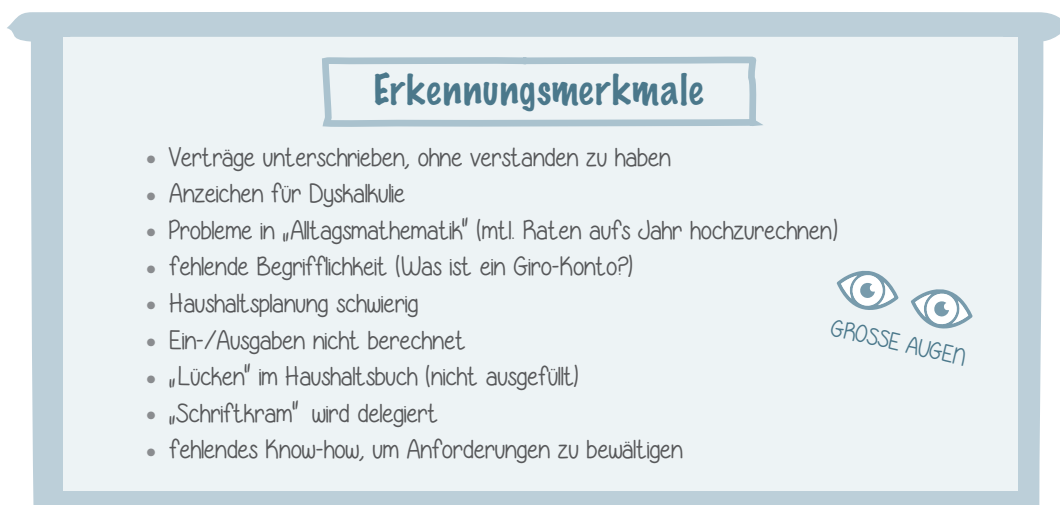 Erkennungsmerkmale
• Verträge unterschrieben, ohne verstanden zu haben
• Anzeichen für Dyskalkulie
• Probleme in „Alltagsmathematik" (mtl. Raten aufs Jahr hochzurechnen)
• fehlende Begrifflichkeit (Was ist ein Giro-Konto?)
• Haushaltsplanung schwierig
• Ein-/Ausgaben nicht berechnet
• „Lücken" im Haushaltsbuch (nicht ausgefüllt)
• „Schriftkram" wird delegiert
• fehlendes Know-how, um Anforderungen zu bewältigen
GROSSE AUGEN